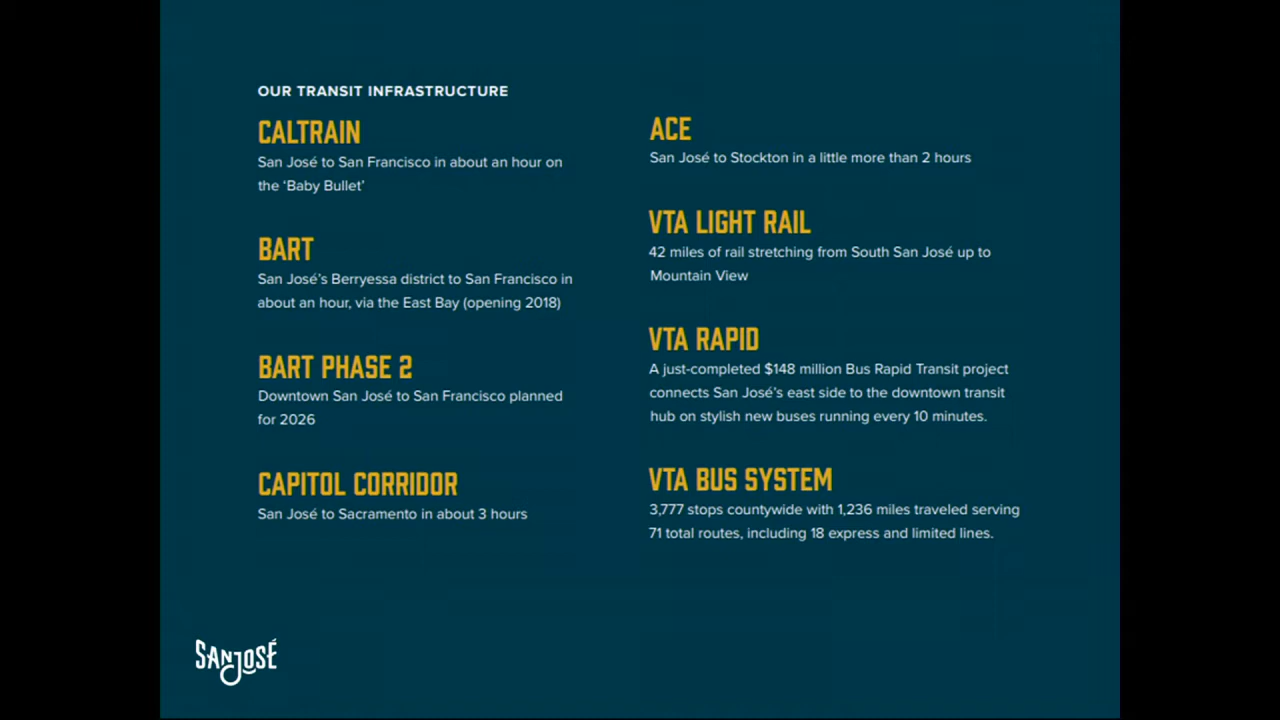 OUR TRANSIT INFRASTRUCTURE
CALTRAIN
San José to San Francisco in about an hour on
the ‘Baby Bullet’
BART
San José’s Berryessa district to San Francisco in
about an hour, via the East Bay (opening 2018)
BART PHASE 2
Downtown San José to San Francisco planned
for 2026
CAPITOL CORRIDOR
San José to Sacramento in about 3 hours
ACE
San José to Stockton in a little more than 2 hours
VTA LIGHT RAIL
42 miles of rail stretching from South San José up to
Mountain View
VTA RAPID
A just-completed $148 million Bus Rapid Transit project
connects San José’s east side to the downtown transit
hub on stylish new buses running every 10 minutes.
VTA BUS SYSTEM
3,777 stops countywide with 1,236 miles traveled serving
71 total routes, including 18 express and limited lines.
SAN JOSÉ